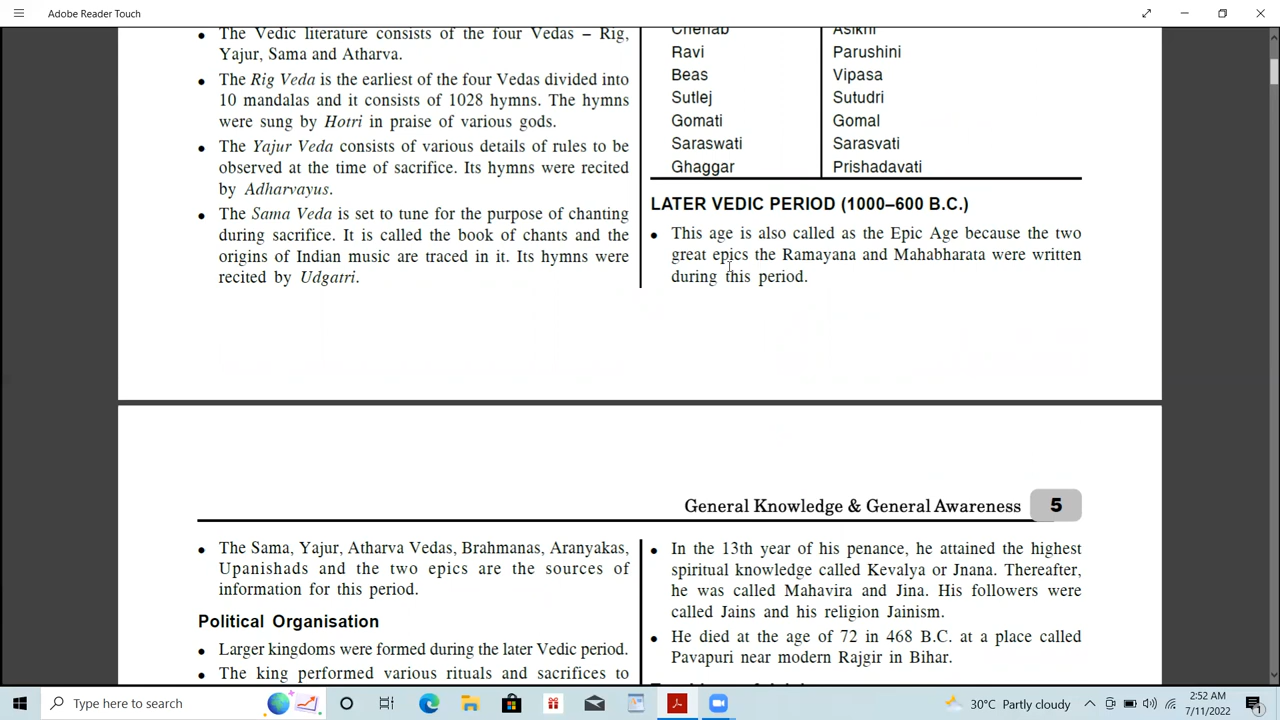 Adobe Reader Touch
The Vedic literature consists of the four Vedas – Rig,
Yajur, Sama and Atharva.
• The Rig Veda is the earliest of the four Vedas divided into
10 mandalas and it consists of 1028 hymns. The hymns
were sung by Hotri in praise of various gods.
• The Yajur Veda consists of various details of rules to be
observed at the time of sacrifice. Its hymns were recited
by Adharvayus.
• The Sama Veda is set to tune for the purpose of chanting
during sacrifice. It is called the book of chants and the
origins of Indian music are traced in it. Its hymns were
recited by Udgatri.
Chenab Asikni
Ravi Parushini
Beas Vipasa
Sutlej Sutudri
Gomati Gomal
Saraswati Sarasvati
Ghaggar Prishadavati
LATER VEDIC PERIOD (1000–600 B.C.)
• This age is also called as the Epic Age because the two
great epics the Ramayana and Mahabharata were written
during this period.
General Knowledge & General Awareness 5
• The Sama, Yajur, Atharva Vedas, Brahmanas, Aranyakas,
Upanishads and the two epics are the sources of
information for this period.
Political Organisation
• Larger kingdoms were formed during the later Vedic period.
• The king performed various rituals and sacrifices to
• In the 13th year of his penance, he attained the highest
spiritual knowledge called Kevalya or Jnana. Thereafter,
he was called Mahavira and Jina. His followers were
called Jains and his religion Jainism.
• He died at the age of 72 in 468 B.C. at a place called
Pavapuri near modern Rajgir in Bihar.
Type here to search
30°C Partly cloudy
2:52 AM
7/11/2022
1